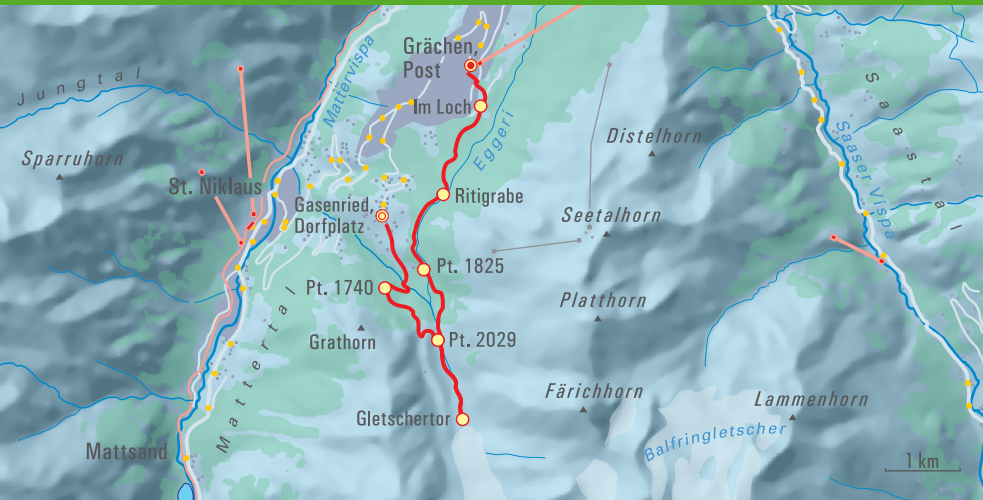 Grächen,
Post
Jungtal
Mattervispa
Im Loch
Saastal
Eggeri
Distelhorn
Saaser Vispa
Sparruhorn
St. Niklaus
Ritigrabe
Gasenried,
Dorfplatz
Seetalhorn
Pt. 1825
Pt. 1740
Platthorn
Mattertal
Grathorn
Pt. 2029
Färichhorn
Lammenhorn
Gletschertor
Balfringletscher
Mattsand
1 km